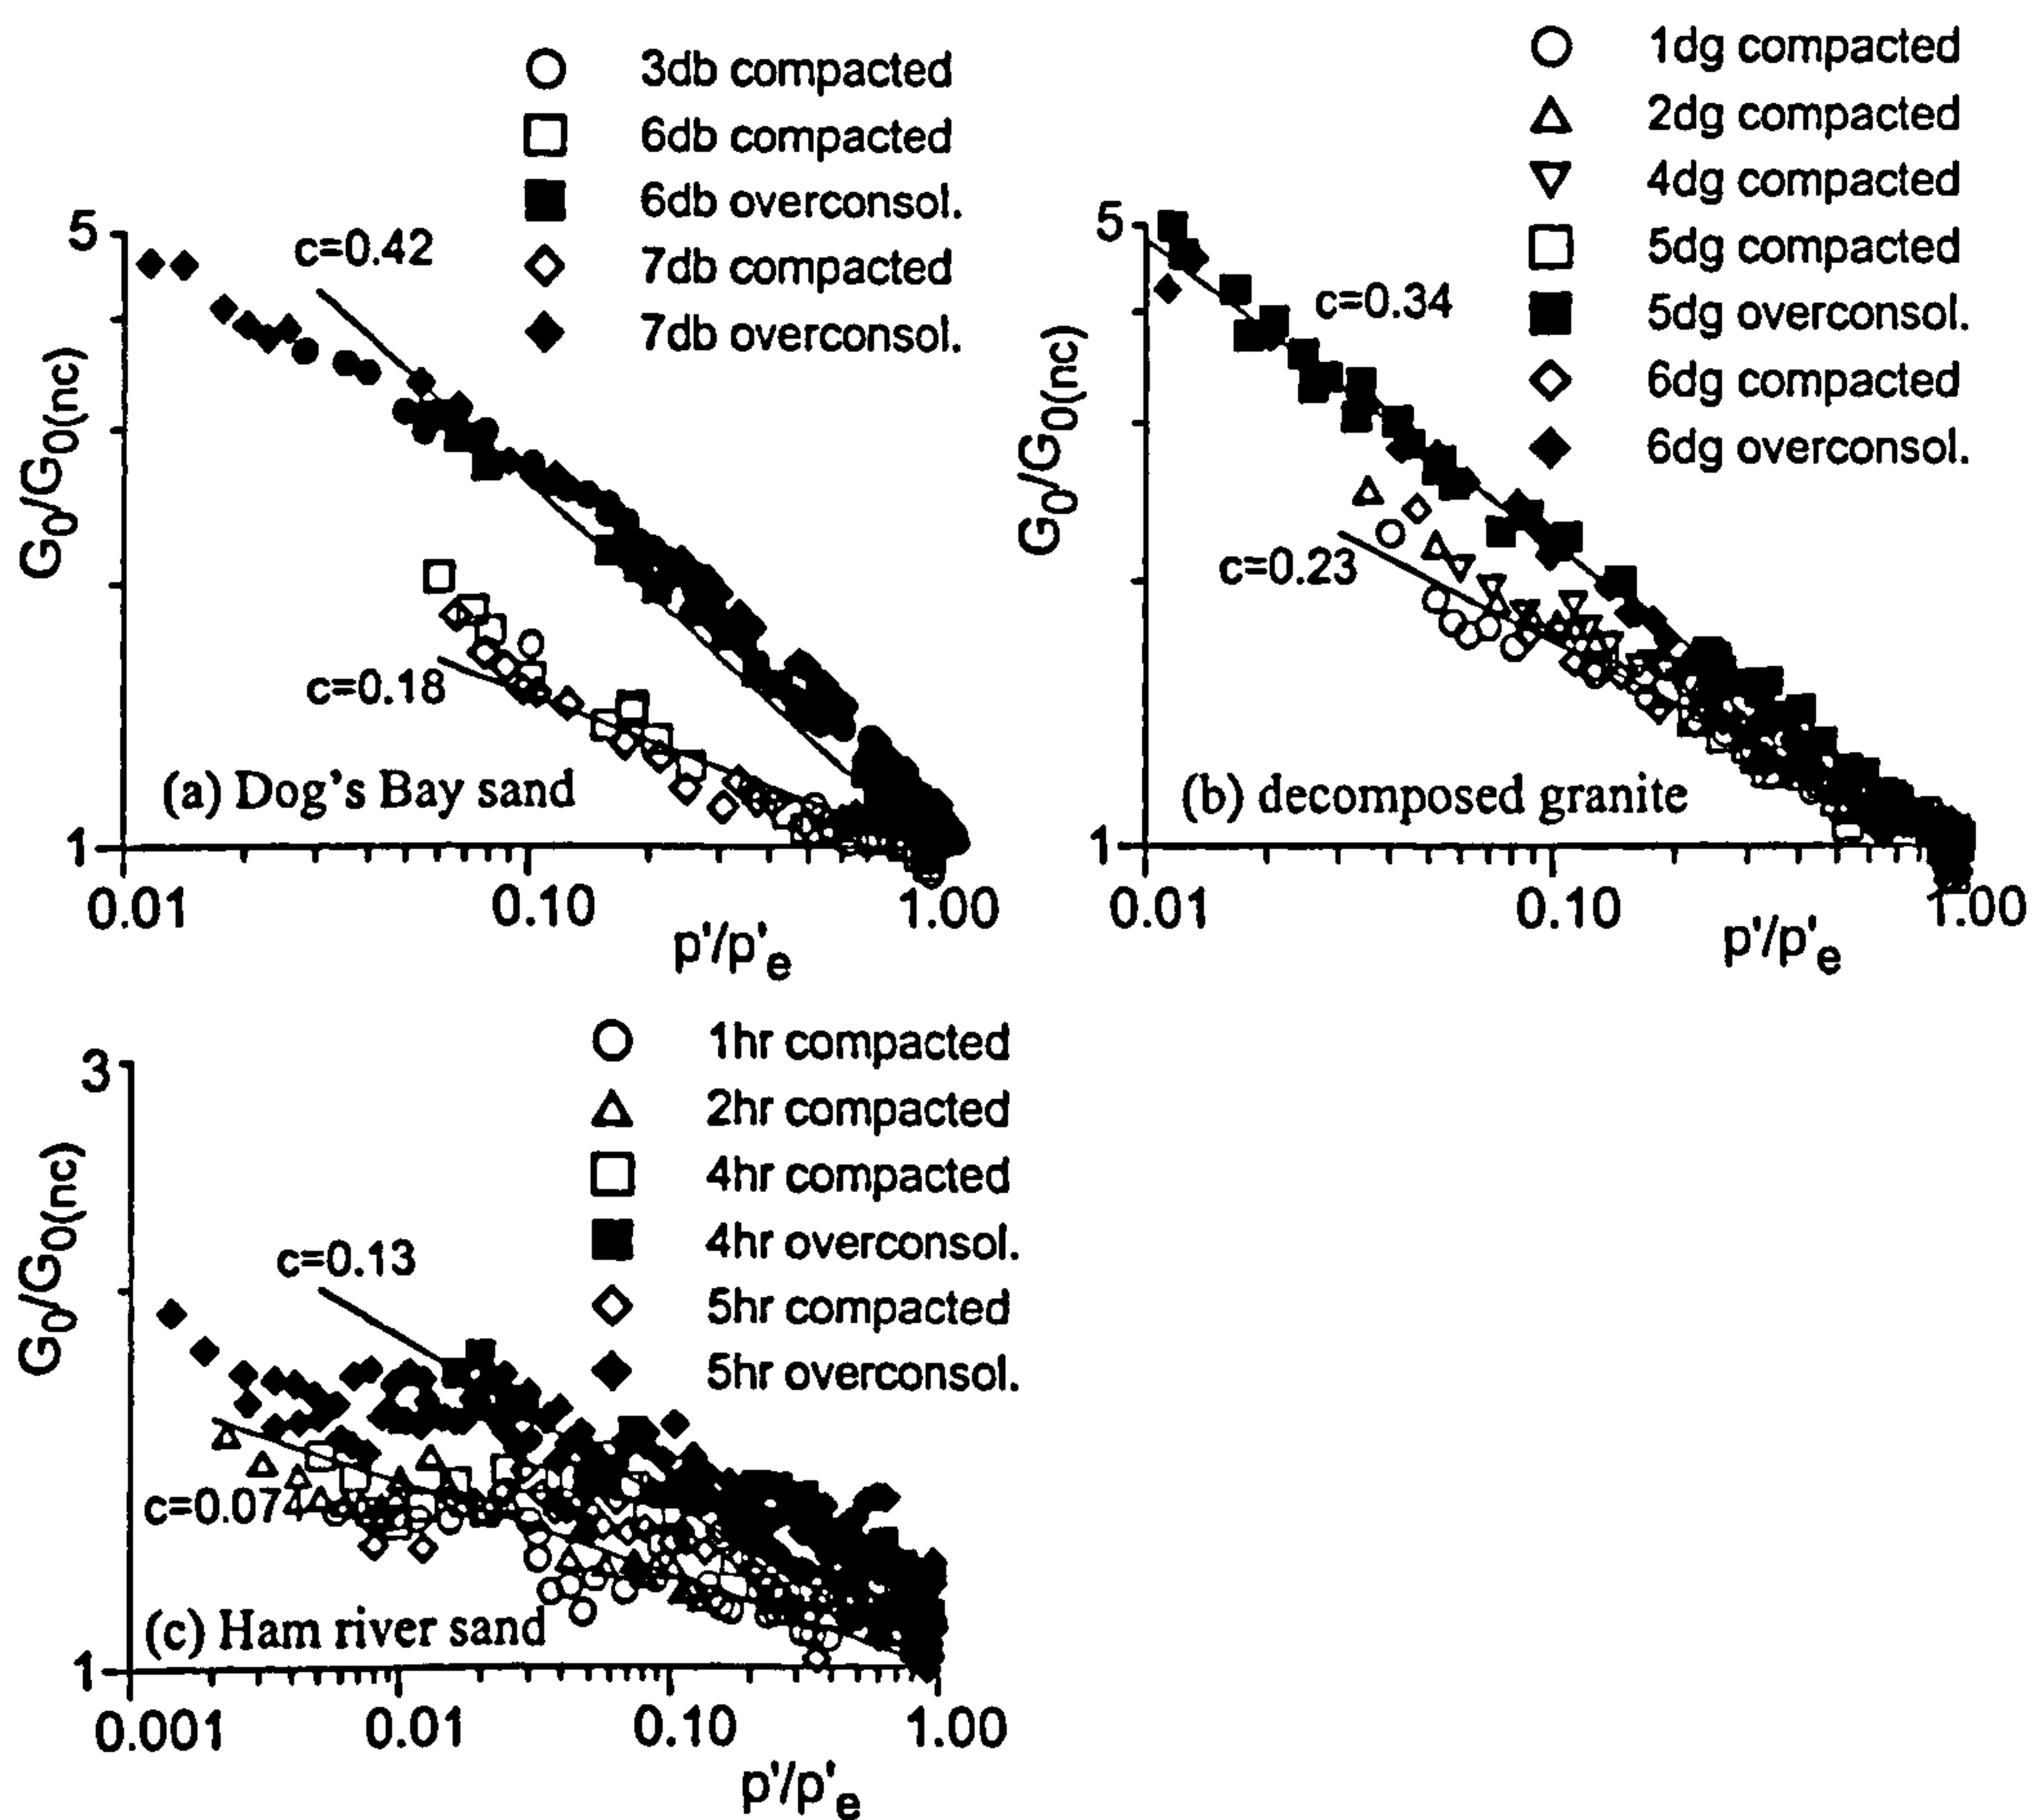 3db compacted
6db compacted
6db overconsol.
7db compacted
7db overconsol.
5
c=0.42
G0/G0(nc)
c=0.18
(a) Dog's Bay sand
1
0.01
0.10
1.00
p'/p'e
1dg compacted
2dg compacted
4dg compacted
5dg compacted
5dg overconsol.
6dg compacted
6dg overconsol.
5
c=0.34
G0/G0(nc)
c=0.23
(b) decomposed granite
1
0.01
0.10
1.00
p'/p'e
1hr compacted
2hr compacted
4hr compacted
4hr overconsol.
5hr compacted
5hr overconsol.
3
G0/G0(nc)
c=0.13
c=0.074
(c) Ham river sand
1
0.001
0.01
0.10
1.00
p'/p'e